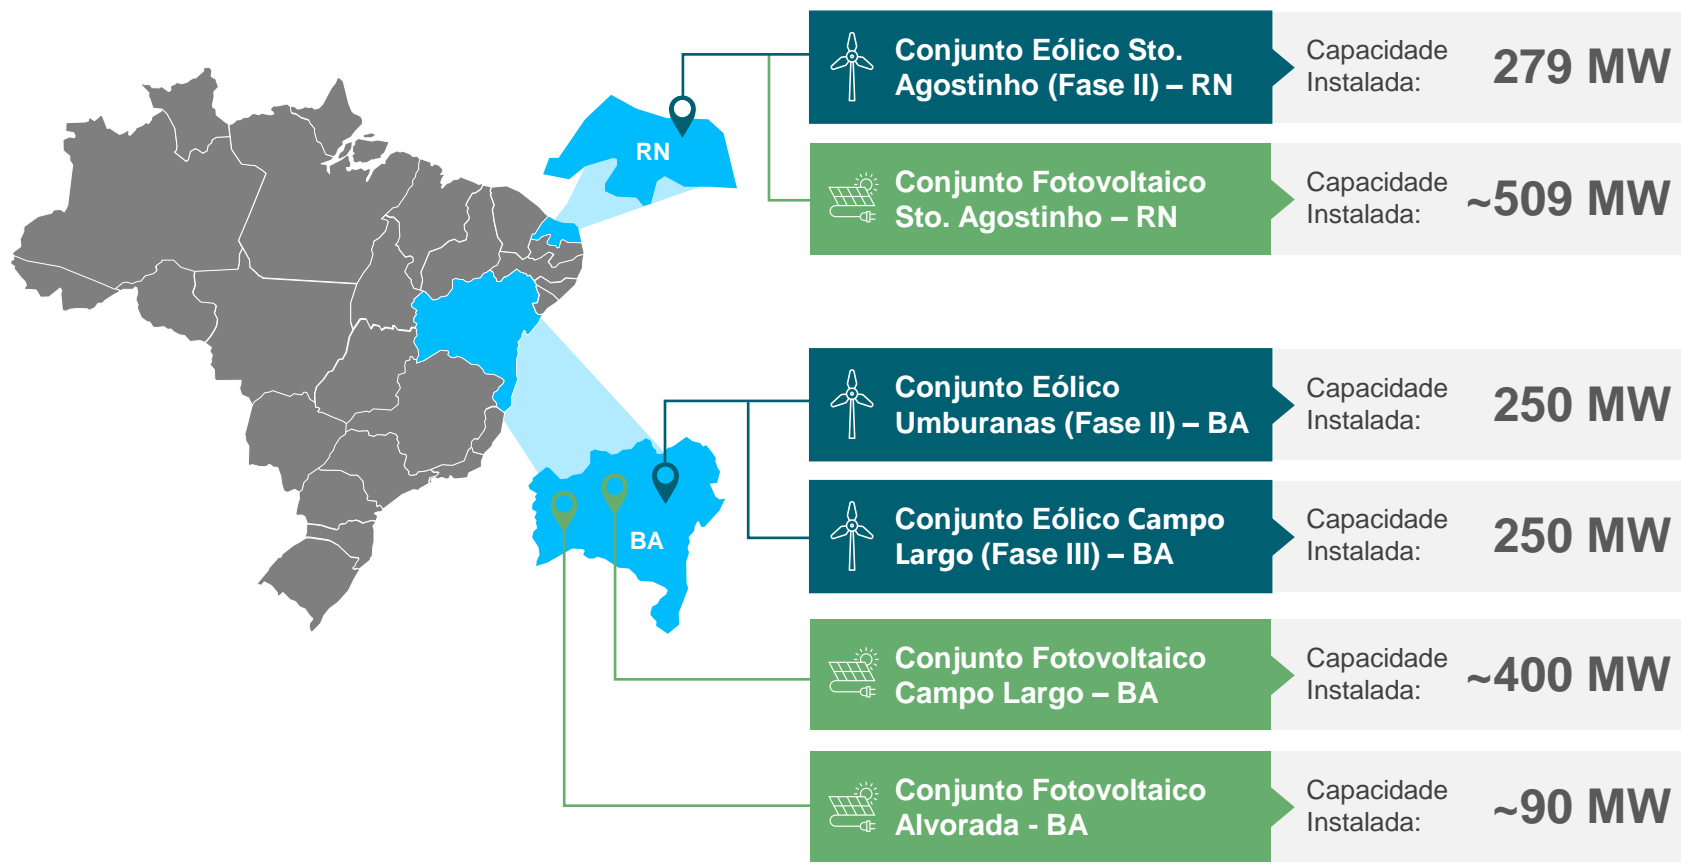 Conjunto Eólico Sto.
Agostinho (Fase II) – RN
Capacidade
Instalada:
279 MW
RN
Conjunto Fotovoltaico
Sto. Agostinho – RN
Capacidade
Instalada:
~509 MW
Conjunto Eólico
Umburanas (Fase II) – BA
Capacidade
Instalada:
250 MW
Conjunto Eólico Campo
Largo (Fase III) – BA
Capacidade
Instalada:
250 MW
BA
Conjunto Fotovoltaico
Campo Largo – BA
Capacidade
Instalada:
~400 MW
Conjunto Fotovoltaico
Alvorada - BA
Capacidade
Instalada:
~90 MW